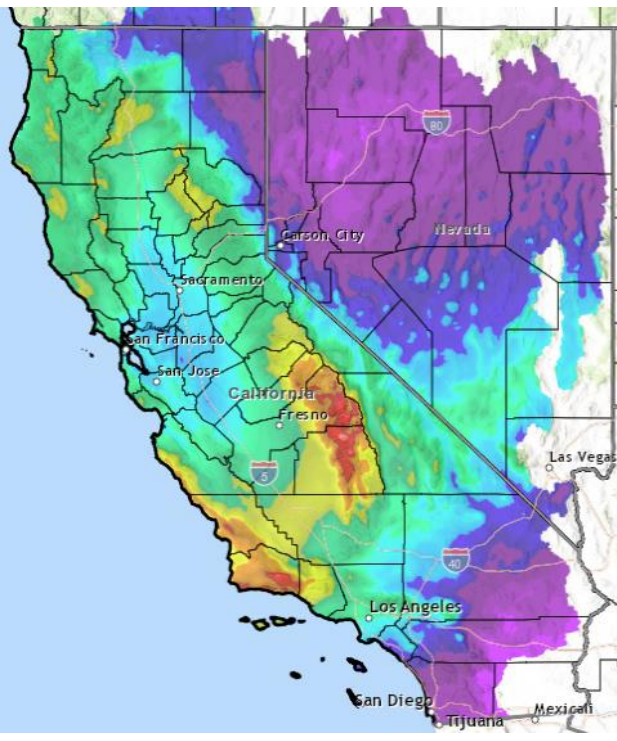 80
Nevada
Carson City
Sacramento
San Francisco
San Jose
California
Fresno
5
Las Vegas
40
Los Angeles
San Diego
Mexicali
Tijuana